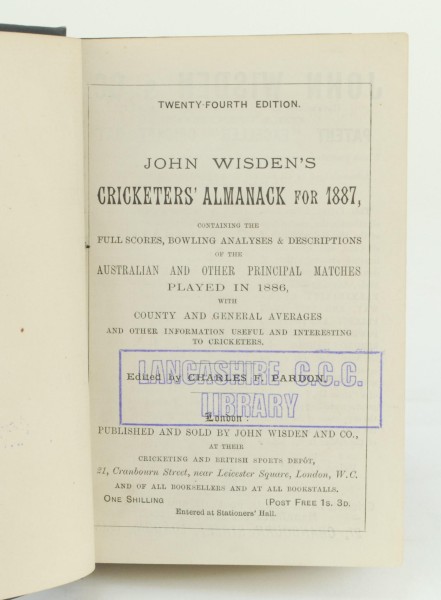 TWENTY-FOURTH EDITION.
JOHN WISDEN'S
CRICKETERS' ALMANACK FOR 1887,
CONTAINING THE
FULL SCORES, BOWLING ANALYSES & DESCRIPTIONS
OF THE
AUSTRALIAN AND OTHER PRINCIPAL MATCHES
PLAYED IN 1886,
WITH
COUNTY AND GENERAL AVERAGES
AND OTHER INFORMATION USEFUL AND INTERESTING
TO CRICKETERS.
LANCASHIRE C.C.C.
Edited by CHARLES F. PARDON.
LIBRARY
London:
PUBLISHED AND SOLD BY JOHN WISDEN AND CO.,
AT THEIR
CRICKETING AND BRITISH SPORTS DEPÔT,
21, Cranbourn Street, near Leicester Square, London, W.C.
AND OF ALL BOOKSELLERS AND AT ALL BOOKSTALLS.
ONE SHILLING [POST FREE 1S. 3D.
Entered at Stationers' Hall.